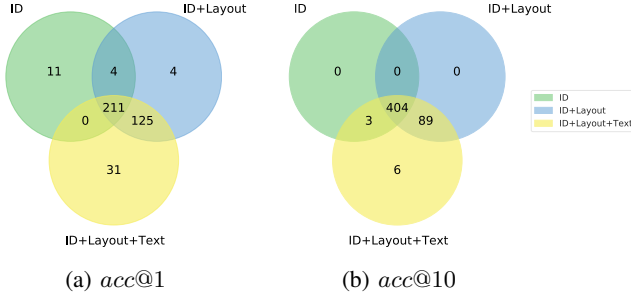 ID
ID+Layout
11
4
4
211
0
125
31
ID+Layout+Text
(a) acc@1
ID
ID+Layout
0
0
0
404
3
89
6
ID+Layout+Text
(b) acc@10
ID
ID+Layout
ID+Layout+Text